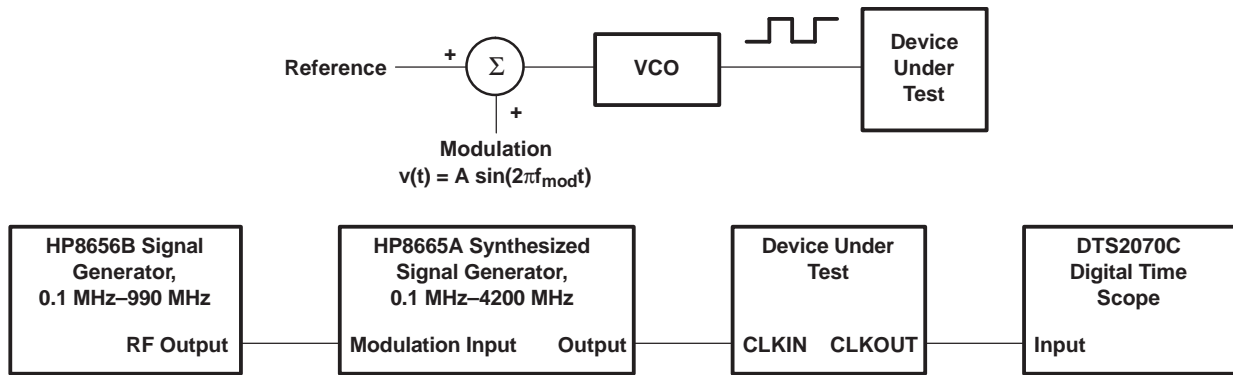 +
Reference
Σ
VCO
Device
Under
Test
+
Modulation
v(t) = A sin(2πf_mod t)
HP8656B Signal
Generator,
0.1 MHz–990 MHz
RF Output
HP8665A Synthesized
Signal Generator,
0.1 MHz–4200 MHz
Modulation Input Output
Device Under
Test
CLKIN CLKOUT
DTS2070C
Digital Time
Scope
Input